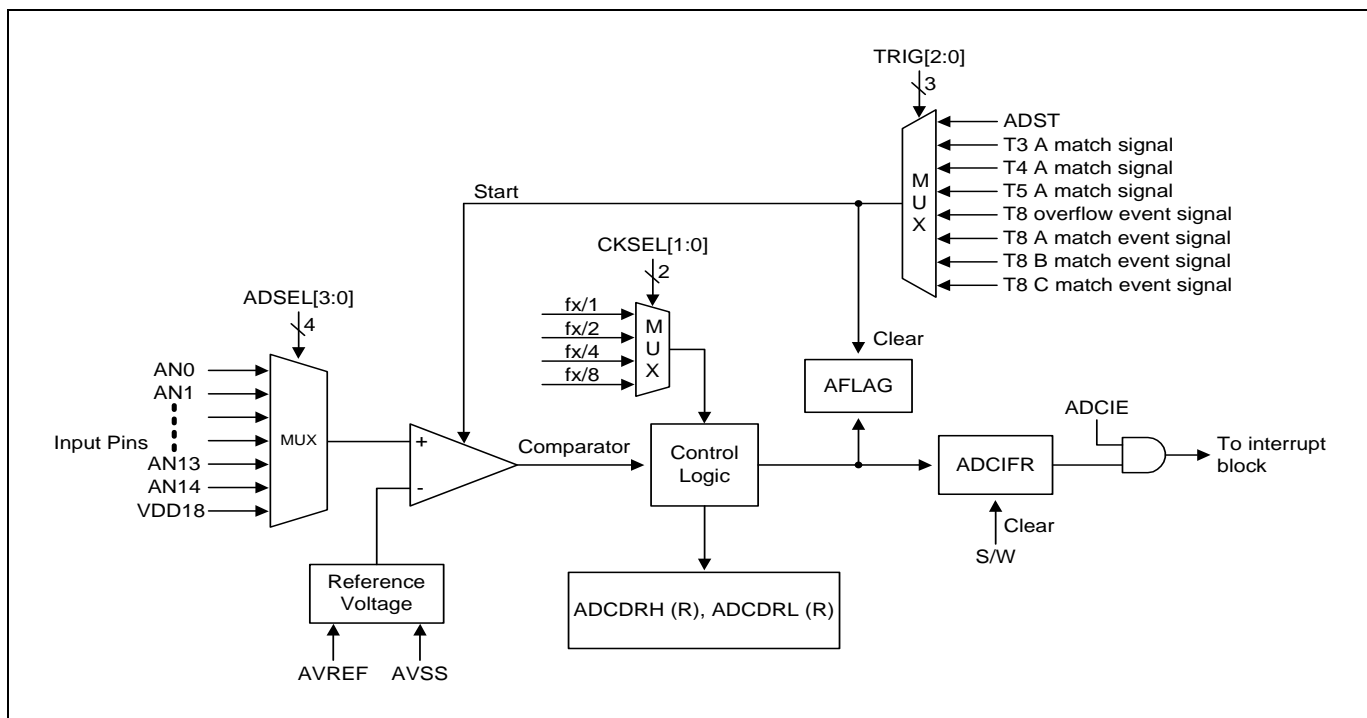 TRIG[2:0]
3
ADST
T3 A match signal
T4 A match signal
T5 A match signal
T8 overflow event signal
T8 A match event signal
T8 B match event signal
T8 C match event signal
MUX
Start
CKSEL[1:0]
2
fx/1
fx/2
fx/4
fx/8
MUX
ADSEL[3:0]
4
AN0
AN1
Input Pins
AN13
AN14
VDD18
MUX
+
-
Comparator
Control
Logic
Clear
AFLAG
ADCIFR
Clear
S/W
ADCIE
To interrupt
block
Reference
Voltage
AVREF
AVSS
ADCDRH (R), ADCDRL (R)